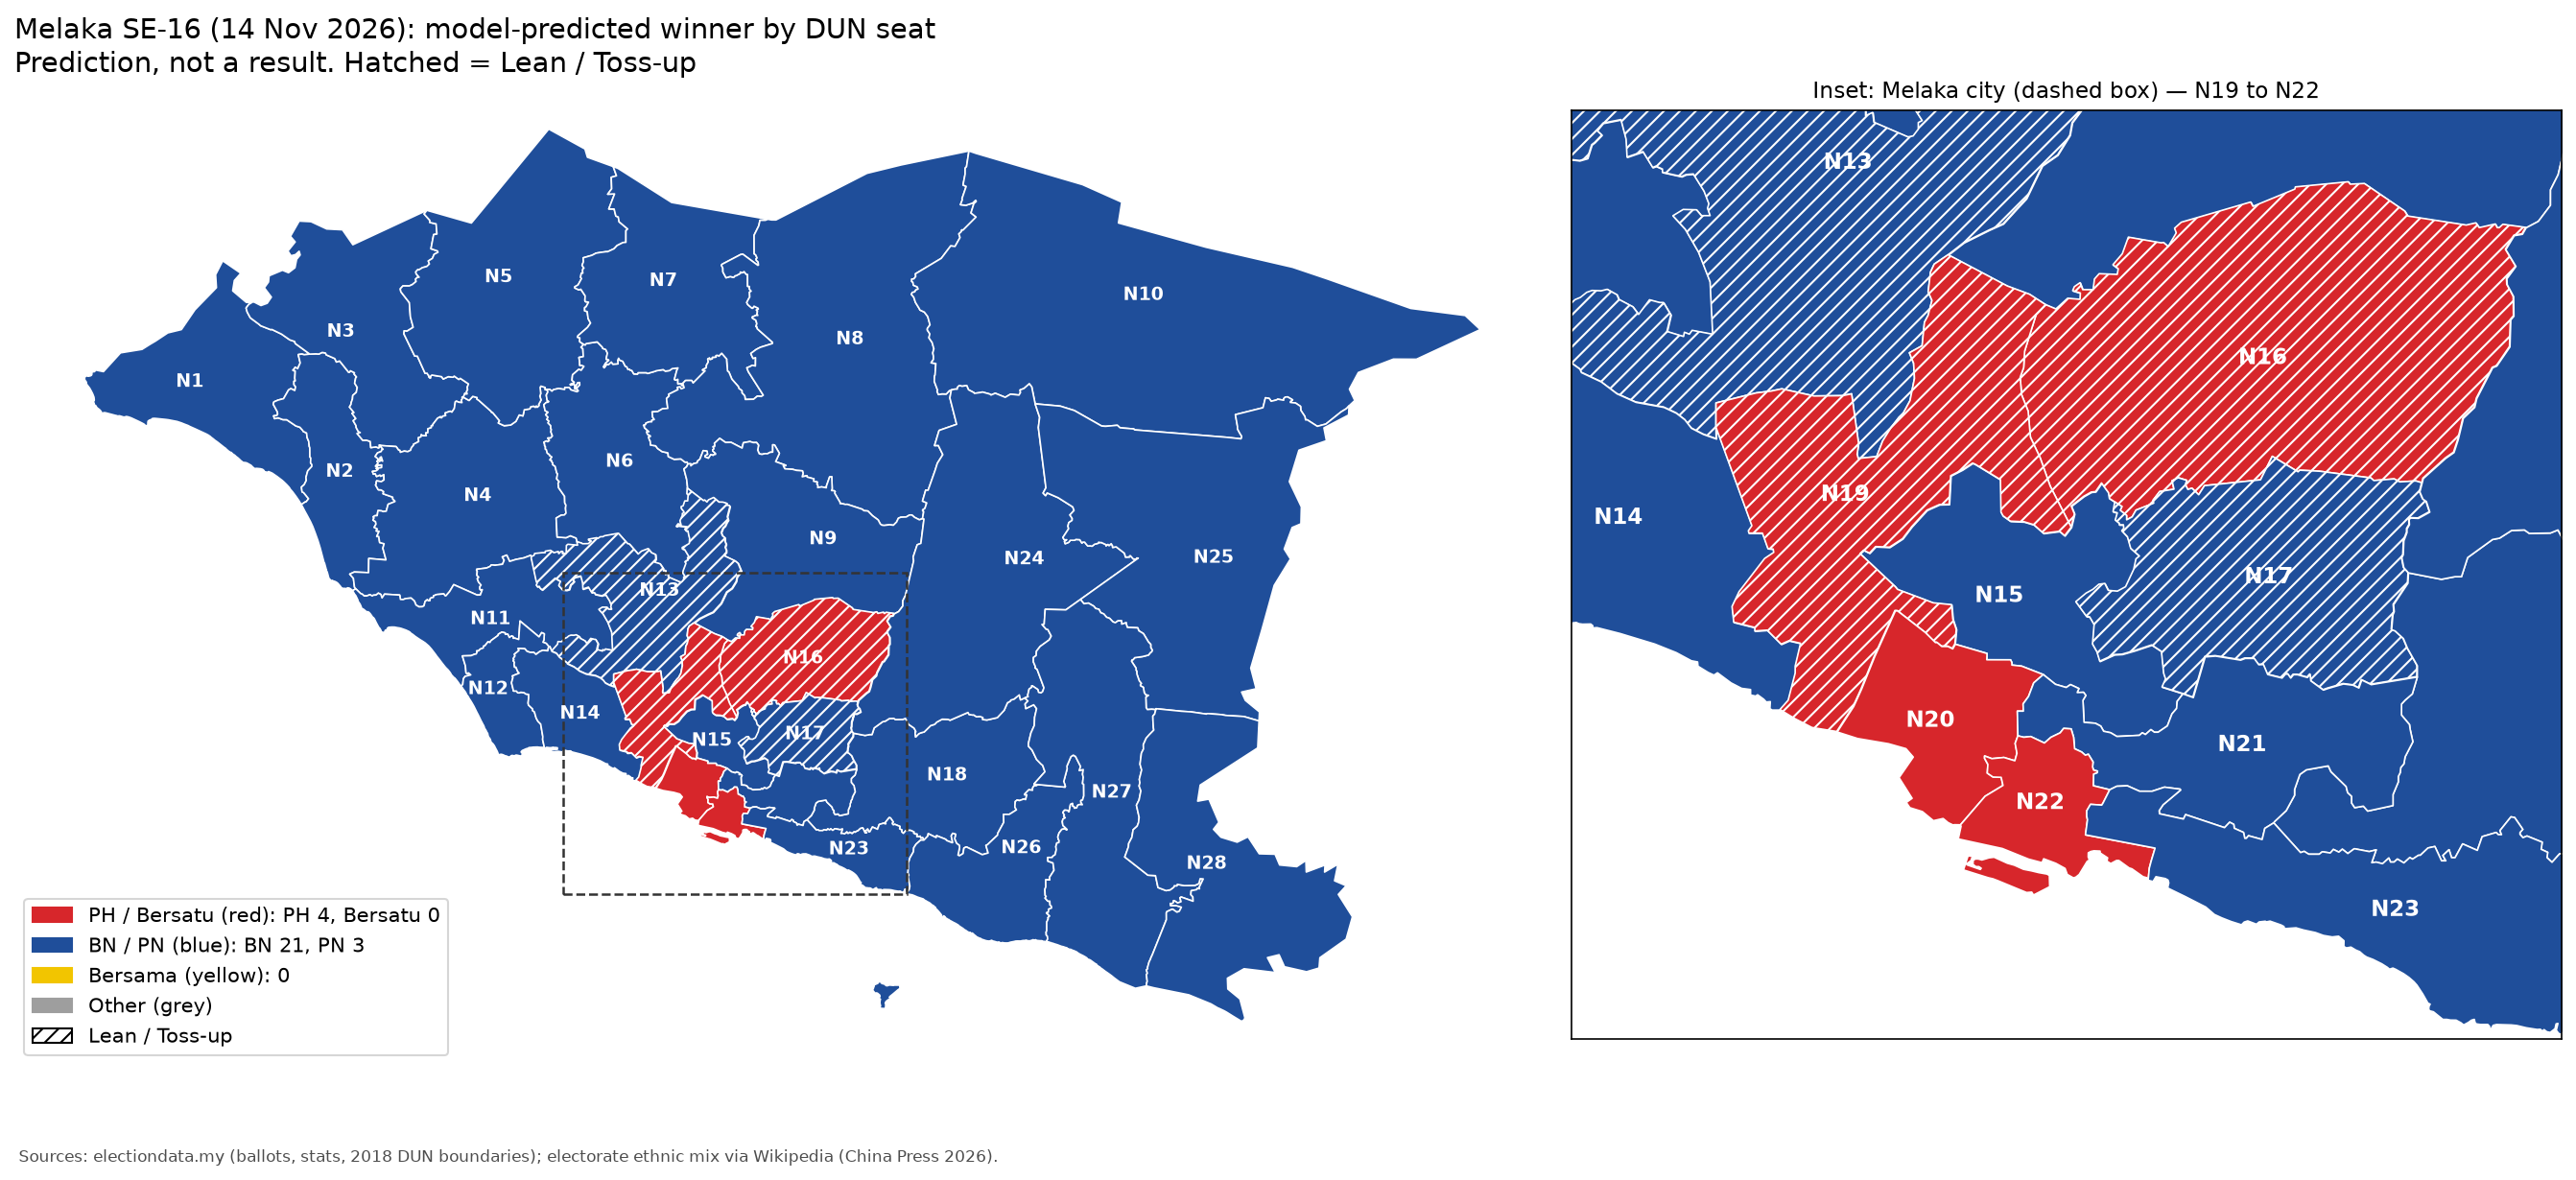 Melaka SE-16 (14 Nov 2026): model-predicted winner by DUN seat
Prediction, not a result. Hatched = Lean / Toss-up
Inset: Melaka city (dashed box) — N19 to N22
N1
N2
N3
N4
N5
N6
N7
N8
N9
N10
N11
N12
N13
N14
N15
N16
N17
N18
N23
N24
N25
N26
N27
N28
N13
N14
N15
N16
N17
N19
N20
N21
N22
N23
PH / Bersatu (red): PH 4, Bersatu 0
BN / PN (blue): BN 21, PN 3
Bersama (yellow): 0
Other (grey)
Lean / Toss-up
Sources: electiondata.my (ballots, stats, 2018 DUN boundaries); electorate ethnic mix via Wikipedia (China Press 2026).